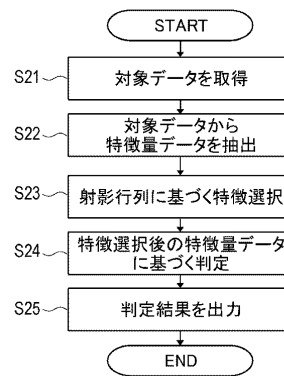 START
S21
対象データを取得
S22
対象データから
特徴量データを抽出
S23
射影行列に基づく特徴選択
S24
特徴選択後の特徴量データ
に基づく判定
S25
判定結果を出力
END